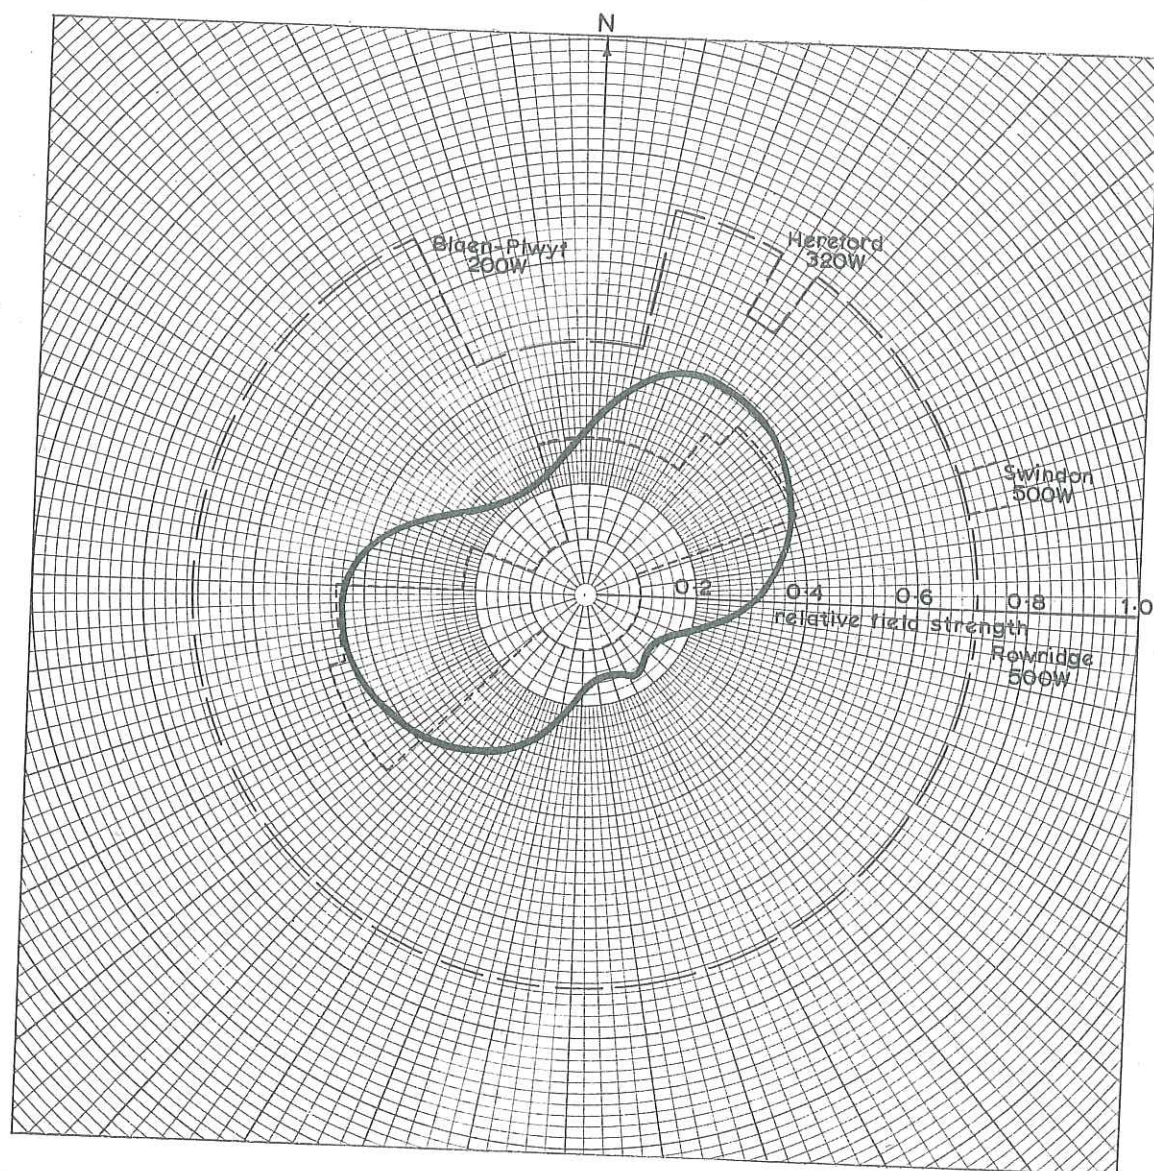 N
Blaen-Plwyf
200W
Hereford
320W
Swindon
500W
0·2
0·4
0·6
0·8
1.0
relative field strength
Rowridge
500W